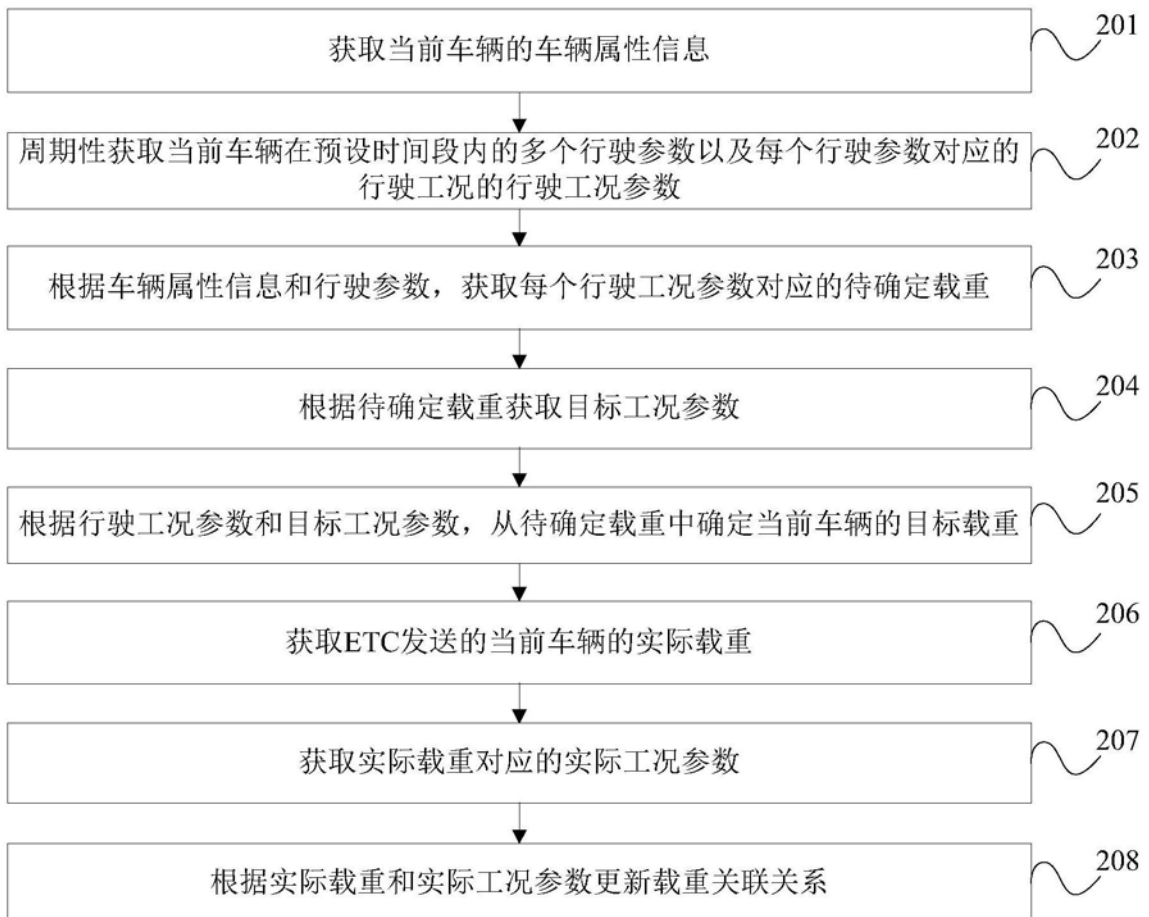 获取当前车辆的车辆属性信息
201
周期性获取当前车辆在预设时间段内的多个行驶参数以及每个行驶参数对应的
行驶工况的行驶工况参数
202
根据车辆属性信息和行驶参数，获取每个行驶工况参数对应的待确定载重
203
根据待确定载重获取目标工况参数
204
根据行驶工况参数和目标工况参数，从待确定载重中确定当前车辆的目标载重
205
获取ETC发送的当前车辆的实际载重
206
获取实际载重对应的实际工况参数
207
根据实际载重和实际工况参数更新载重关联关系
208